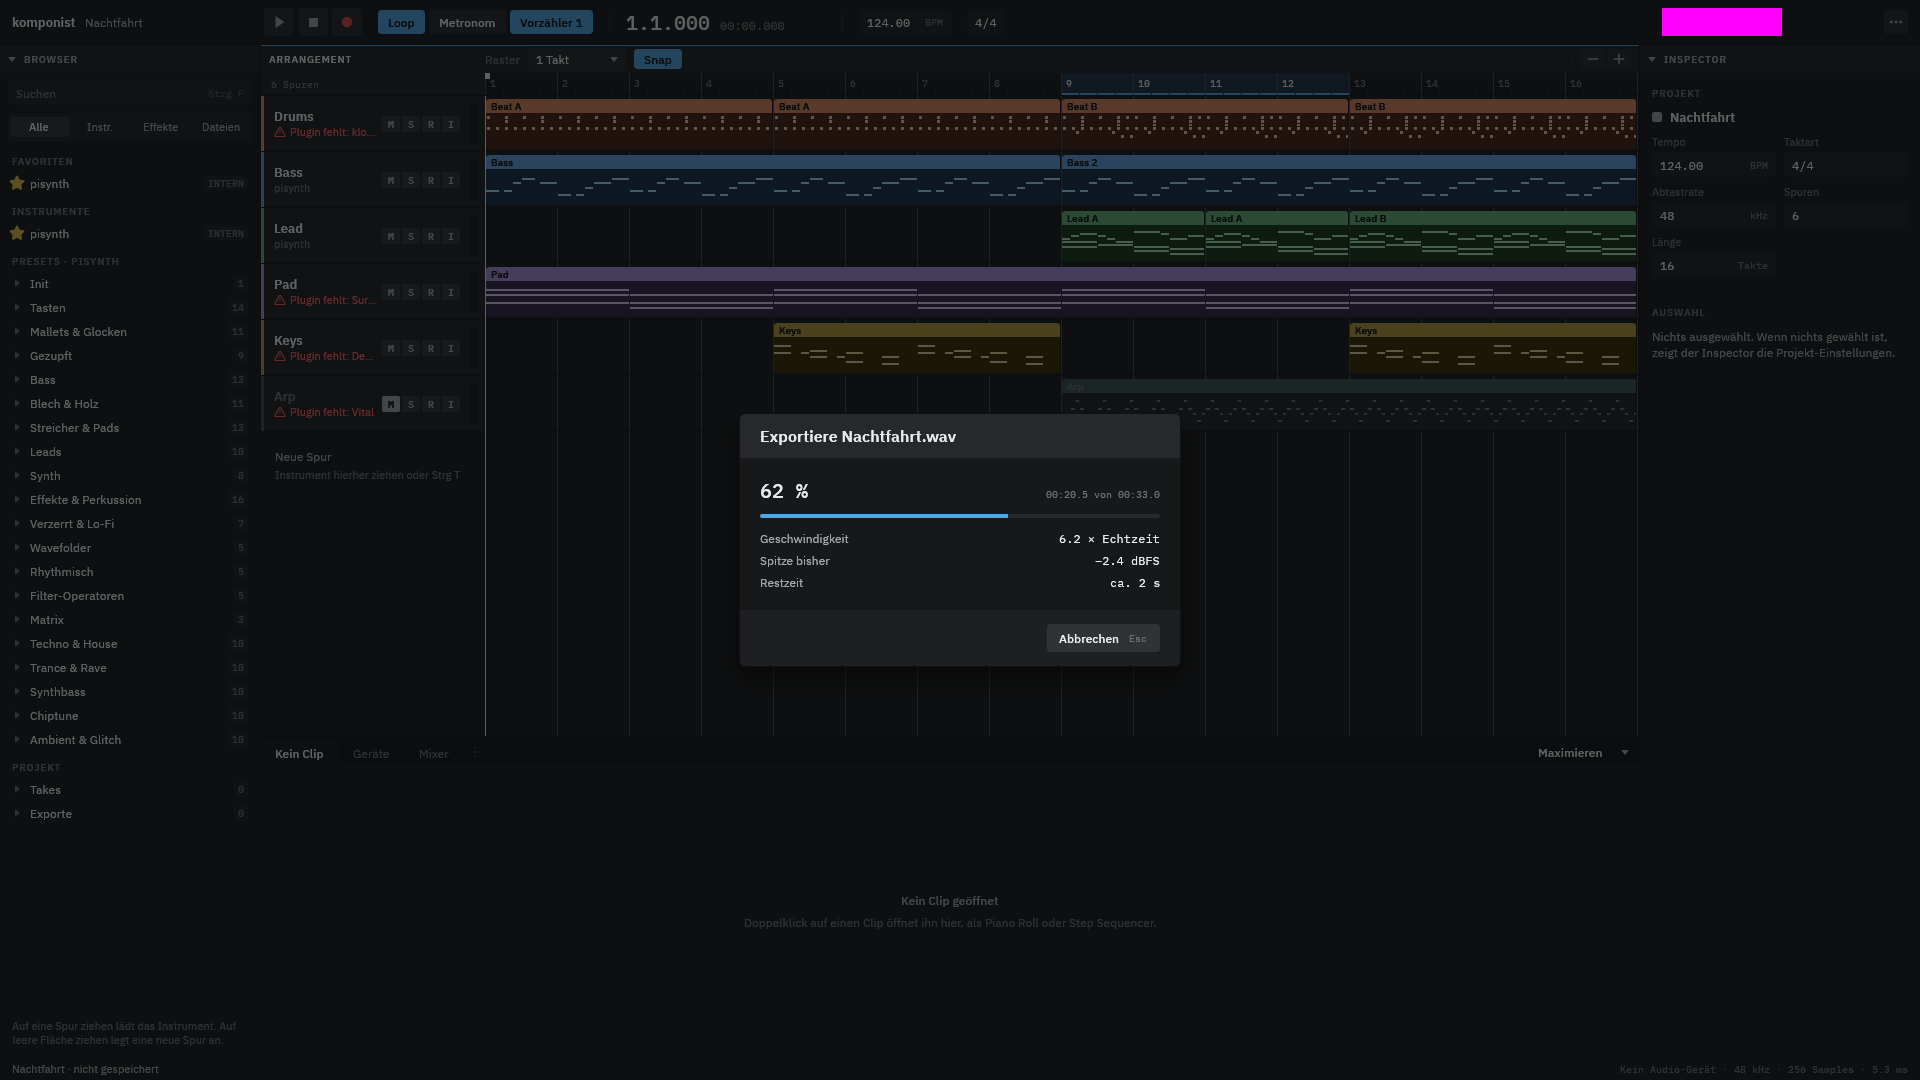 komponist Nachtfahrt
Loop Metronom Vorzähler 1
1.1.000 00:00.000
124.00 BPM 4/4
BROWSER
Suchen Strg F
Alle Instr. Effekte Dateien
FAVORITEN
pisynth INTERN
INSTRUMENTE
pisynth INTERN
PRESETS · PISYNTH
Init 1
Tasten 14
Mallets & Glocken 11
Gezupft 9
Bass 13
Blech & Holz 11
Streicher & Pads 13
Leads 10
Synth 8
Effekte & Perkussion 16
Verzerrt & Lo-Fi 7
Wavefolder 5
Rhythmisch 5
Filter-Operatoren 5
Matrix 3
Techno & House 10
Trance & Rave 10
Synthbass 10
Chiptune 10
Ambient & Glitch 10
PROJEKT
Takes 0
Exporte 0
Auf eine Spur ziehen lädt das Instrument. Auf
leere Fläche ziehen legt eine neue Spur an.
Nachtfahrt · nicht gespeichert
ARRANGEMENT Raster 1 Takt Snap
6 Spuren 1 2 3 4 5 6 7 8 9 10 11 12 13 14 15 16
Drums M S R I
Plugin fehlt: klo...
Beat A Beat A Beat B Beat B
Bass M S R I
pisynth
Bass Bass 2
Lead M S R I
pisynth
Lead A Lead A Lead B
Pad M S R I
Plugin fehlt: Sur...
Pad
Keys M S R I
Plugin fehlt: De...
Keys Keys
Arp M S R I
Plugin fehlt: Vital
Arp
Neue Spur
Instrument hierher ziehen oder Strg T
Exportiere Nachtfahrt.wav
62 % 00:20.5 von 00:33.0
Geschwindigkeit 6.2 × Echtzeit
Spitze bisher −2.4 dBFS
Restzeit ca. 2 s
Abbrechen Esc
Kein Clip Geräte Mixer + Maximieren
Kein Clip geöffnet
Doppelklick auf einen Clip öffnet ihn hier, als Piano Roll oder Step Sequencer.
INSPECTOR
PROJEKT
Nachtfahrt
Tempo Taktart
124.00 BPM 4/4
Abtastrate Spuren
48 kHz 6
Länge
16 Takte
AUSWAHL
Nichts ausgewählt. Wenn nichts gewählt ist,
zeigt der Inspector die Projekt-Einstellungen.
Kein Audio-Gerät · 48 kHz · 256 Samples · 5.3 ms